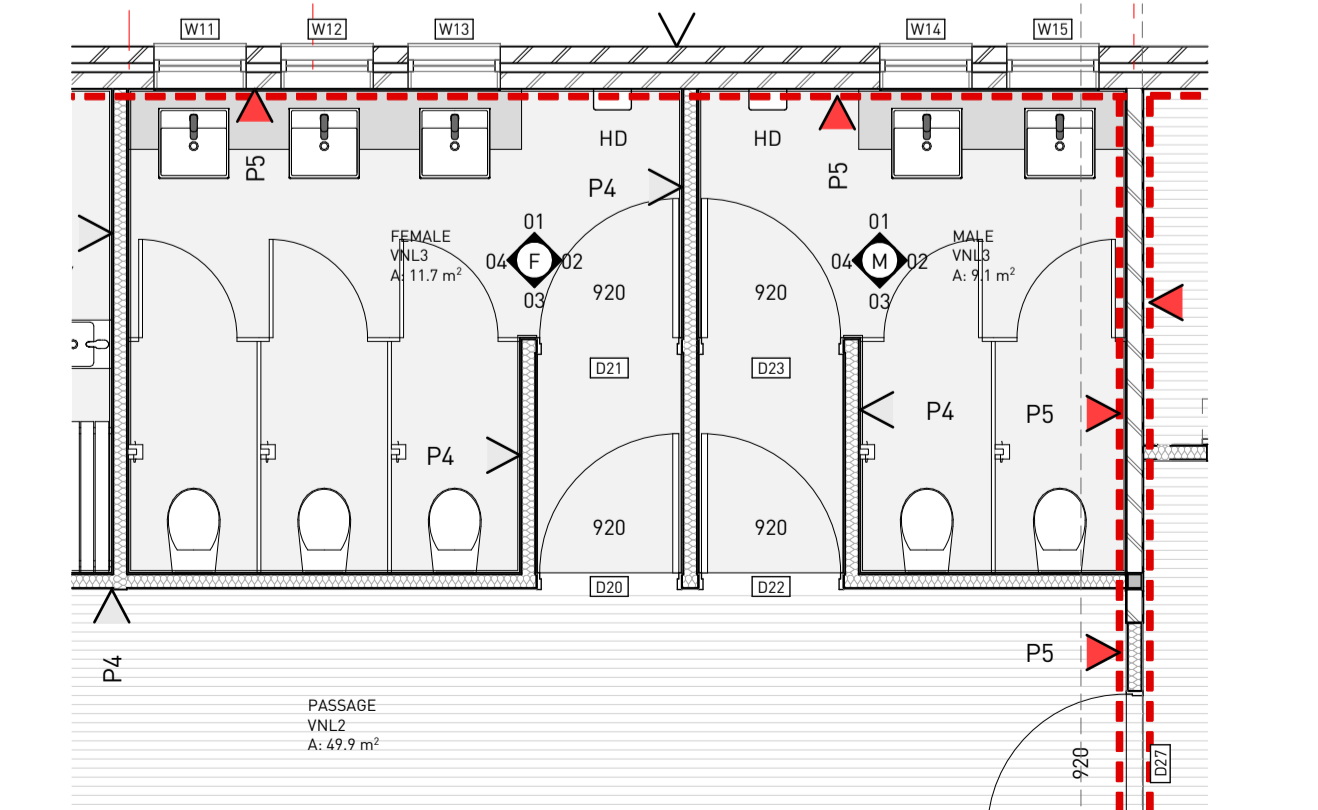 W11
W12
W13
W14
W15
HD
HD
P5
P4
P5
01
04 F 02
03
FEMALE
VNL3
A: 11.7 m²
01
04 M 02
03
MALE
VNL3
A: 9.1 m²
920
920
D21
D23
P4
P4
P5
920
920
D20
D22
P4
P5
PASSAGE
VNL2
A: 49.9 m²
920
D27